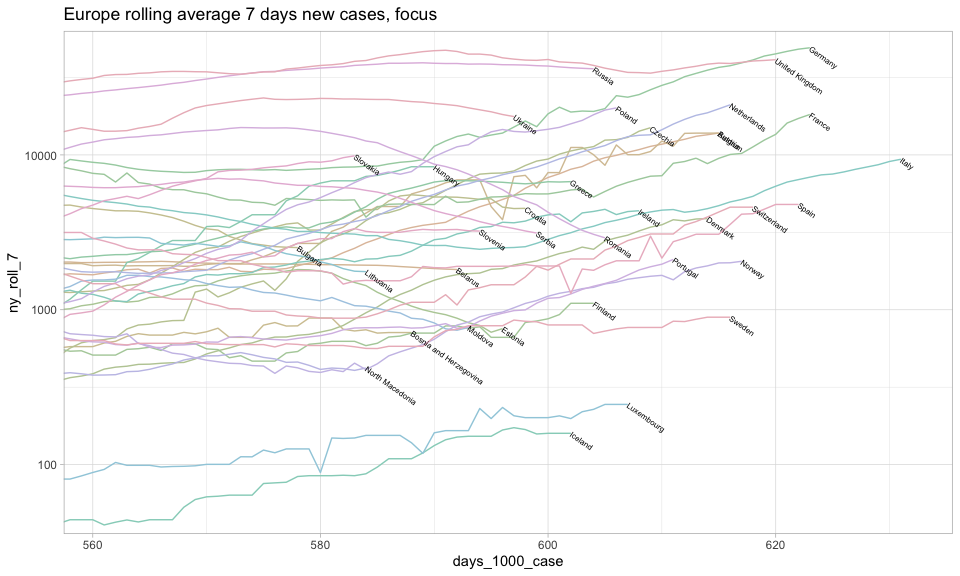 Europe rolling average 7 days new cases, focus
ny_roll_7
10000
1000
100
Germany
United Kingdom
Russia
Netherlands
Poland
Ukraine
France
Czechia
Slovakia
Hungary
Italy
Greece
Croatia
Ireland
Spain
Switzerland
Denmark
Slovenia
Serbia
Romania
Bulgaria
Lithuania
Belarus
Portugal
Norway
Finland
Sweden
Estonia
Moldova
Bosnia and Herzegovina
North Macedonia
Luxembourg
Iceland
560
580
600
620
days_1000_case